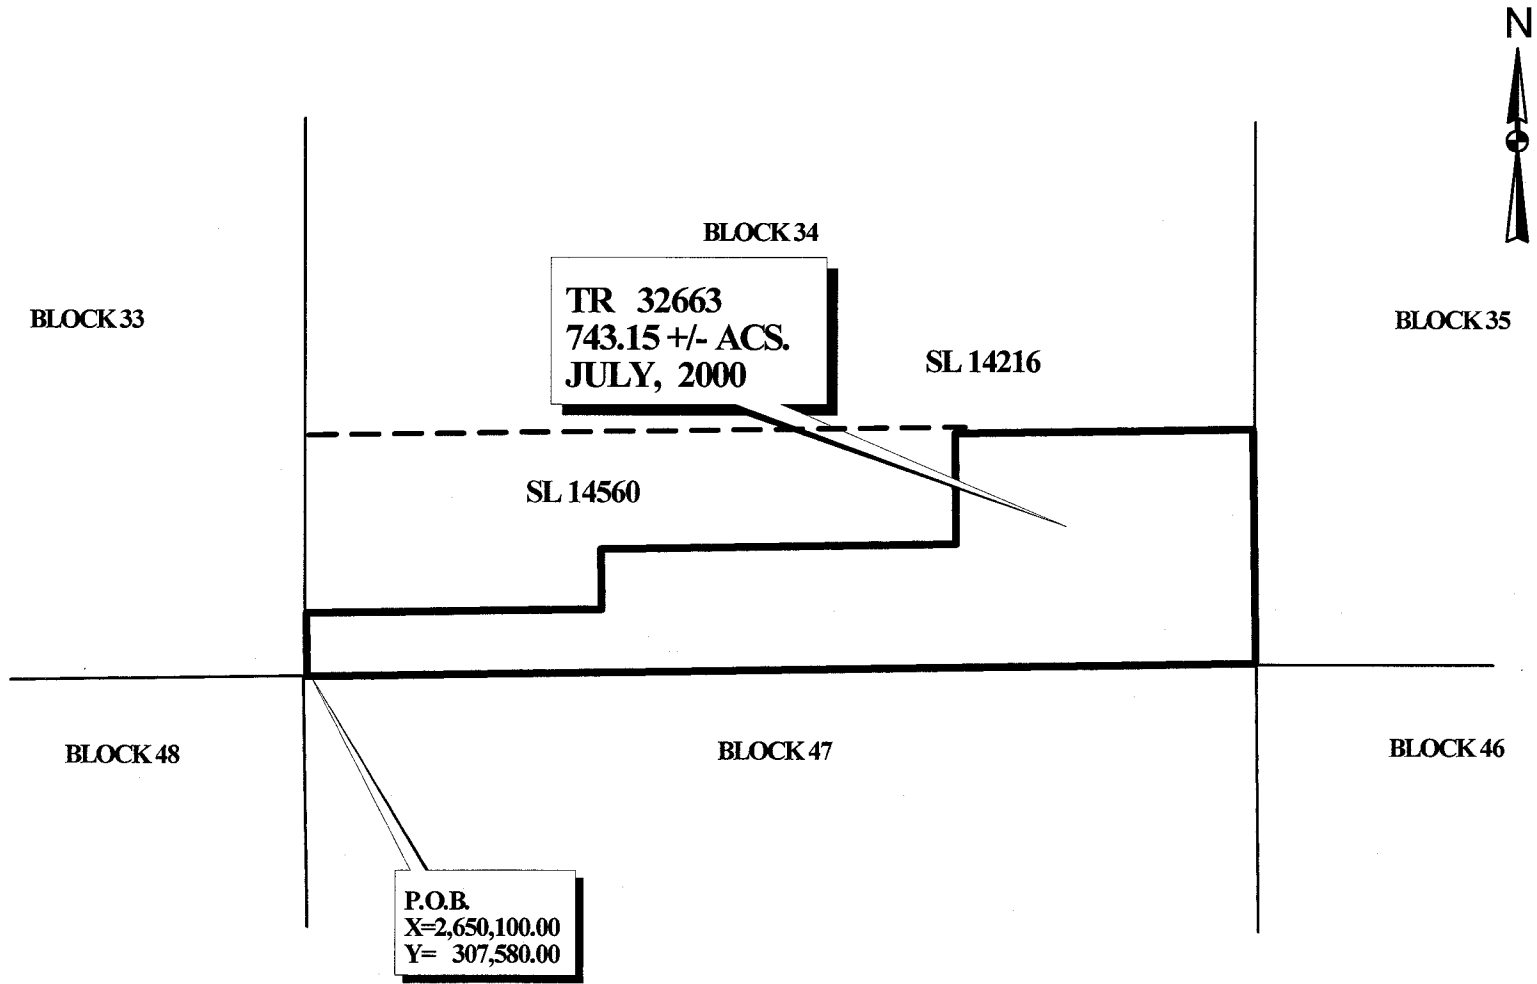 N
BLOCK 34
TR 32663
743.15 +/- ACS.
JULY, 2000
BLOCK 33
BLOCK 35
SL 14216
SL 14560
BLOCK 48
BLOCK 47
BLOCK 46
P.O.B.
X=2,650,100.00
Y= 307,580.00